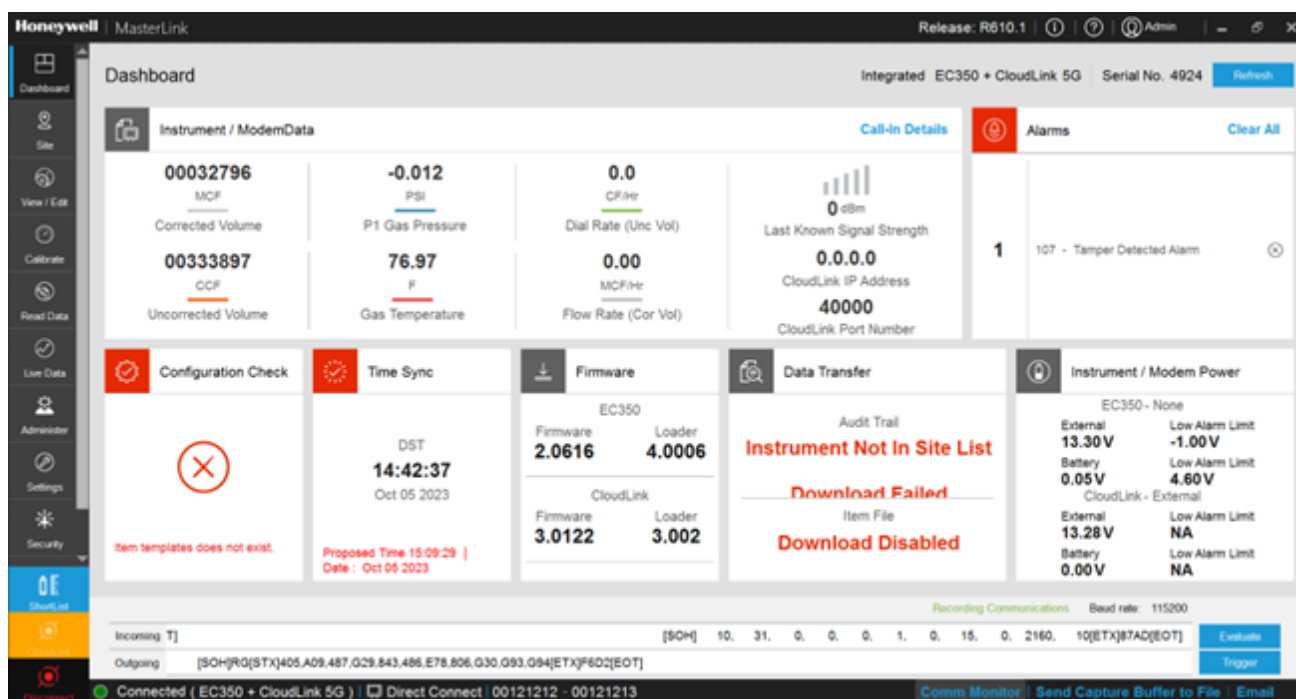 Honeywell | MasterLink
Release: R610.1
Admin
Dashboard
Site
View / Edit
Calibrate
Read Data
Live Data
Administer
Settings
Security
ShortList
CloudLink
Disconnect
Dashboard
Integrated EC350 + CloudLink 5G
Serial No. 4924
Refresh
Instrument / ModemData
Call-In Details
00032796
MCF
Corrected Volume
-0.012
PSI
P1 Gas Pressure
0.0
CF/Hr
Dial Rate (Unc Vol)
0 dBm
Last Known Signal Strength
00333897
CCF
Uncorrected Volume
76.97
F
Gas Temperature
0.00
MCF/Hr
Flow Rate (Cor Vol)
0.0.0.0
CloudLink IP Address
40000
CloudLink Port Number
Alarms
Clear All
1
107 - Tamper Detected Alarm
Configuration Check
Item templates does not exist.
Time Sync
DST
14:42:37
Oct 05 2023
Proposed Time 15:09:29 |
Date : Oct 05 2023
Firmware
EC350
Firmware Loader
2.0616 4.0006
CloudLink
Firmware Loader
3.0122 3.002
Data Transfer
Audit Trail
Instrument Not In Site List
Download Failed
Item File
Download Disabled
Instrument / Modem Power
EC350 - None
External Low Alarm Limit
13.30 V -1.00 V
Battery Low Alarm Limit
0.05 V 4.60 V
CloudLink - External
External Low Alarm Limit
13.28 V NA
Battery Low Alarm Limit
0.00 V NA
Recording Communications
Baud rate: 115200
Incoming T] [SOH] 10, 31, 0, 0, 0, 1, 0, 15, 0, 2160, 10[ETX]87AD[EOT]
Evaluate
Outgoing [SOH]RG[STX]405,A09,487,G29,843,486,E78,806,G30,G93,G94[ETX]F6D2[EOT]
Trigger
Connected ( EC350 + CloudLink 5G ) | Direct Connect | 00121212 - 00121213
Comm Monitor | Send Capture Buffer to File | Email